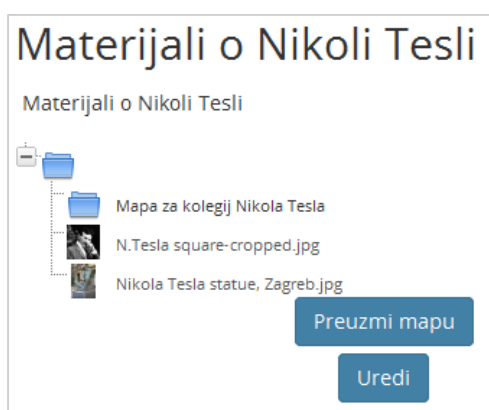 Materijali o Nikoli Tesli
Materijali o Nikoli Tesli
Mapa za kolegij Nikola Tesla
N.Tesla square-cropped.jpg
Nikola Tesla statue, Zagreb.jpg
Preuzmi mapu
Uredi